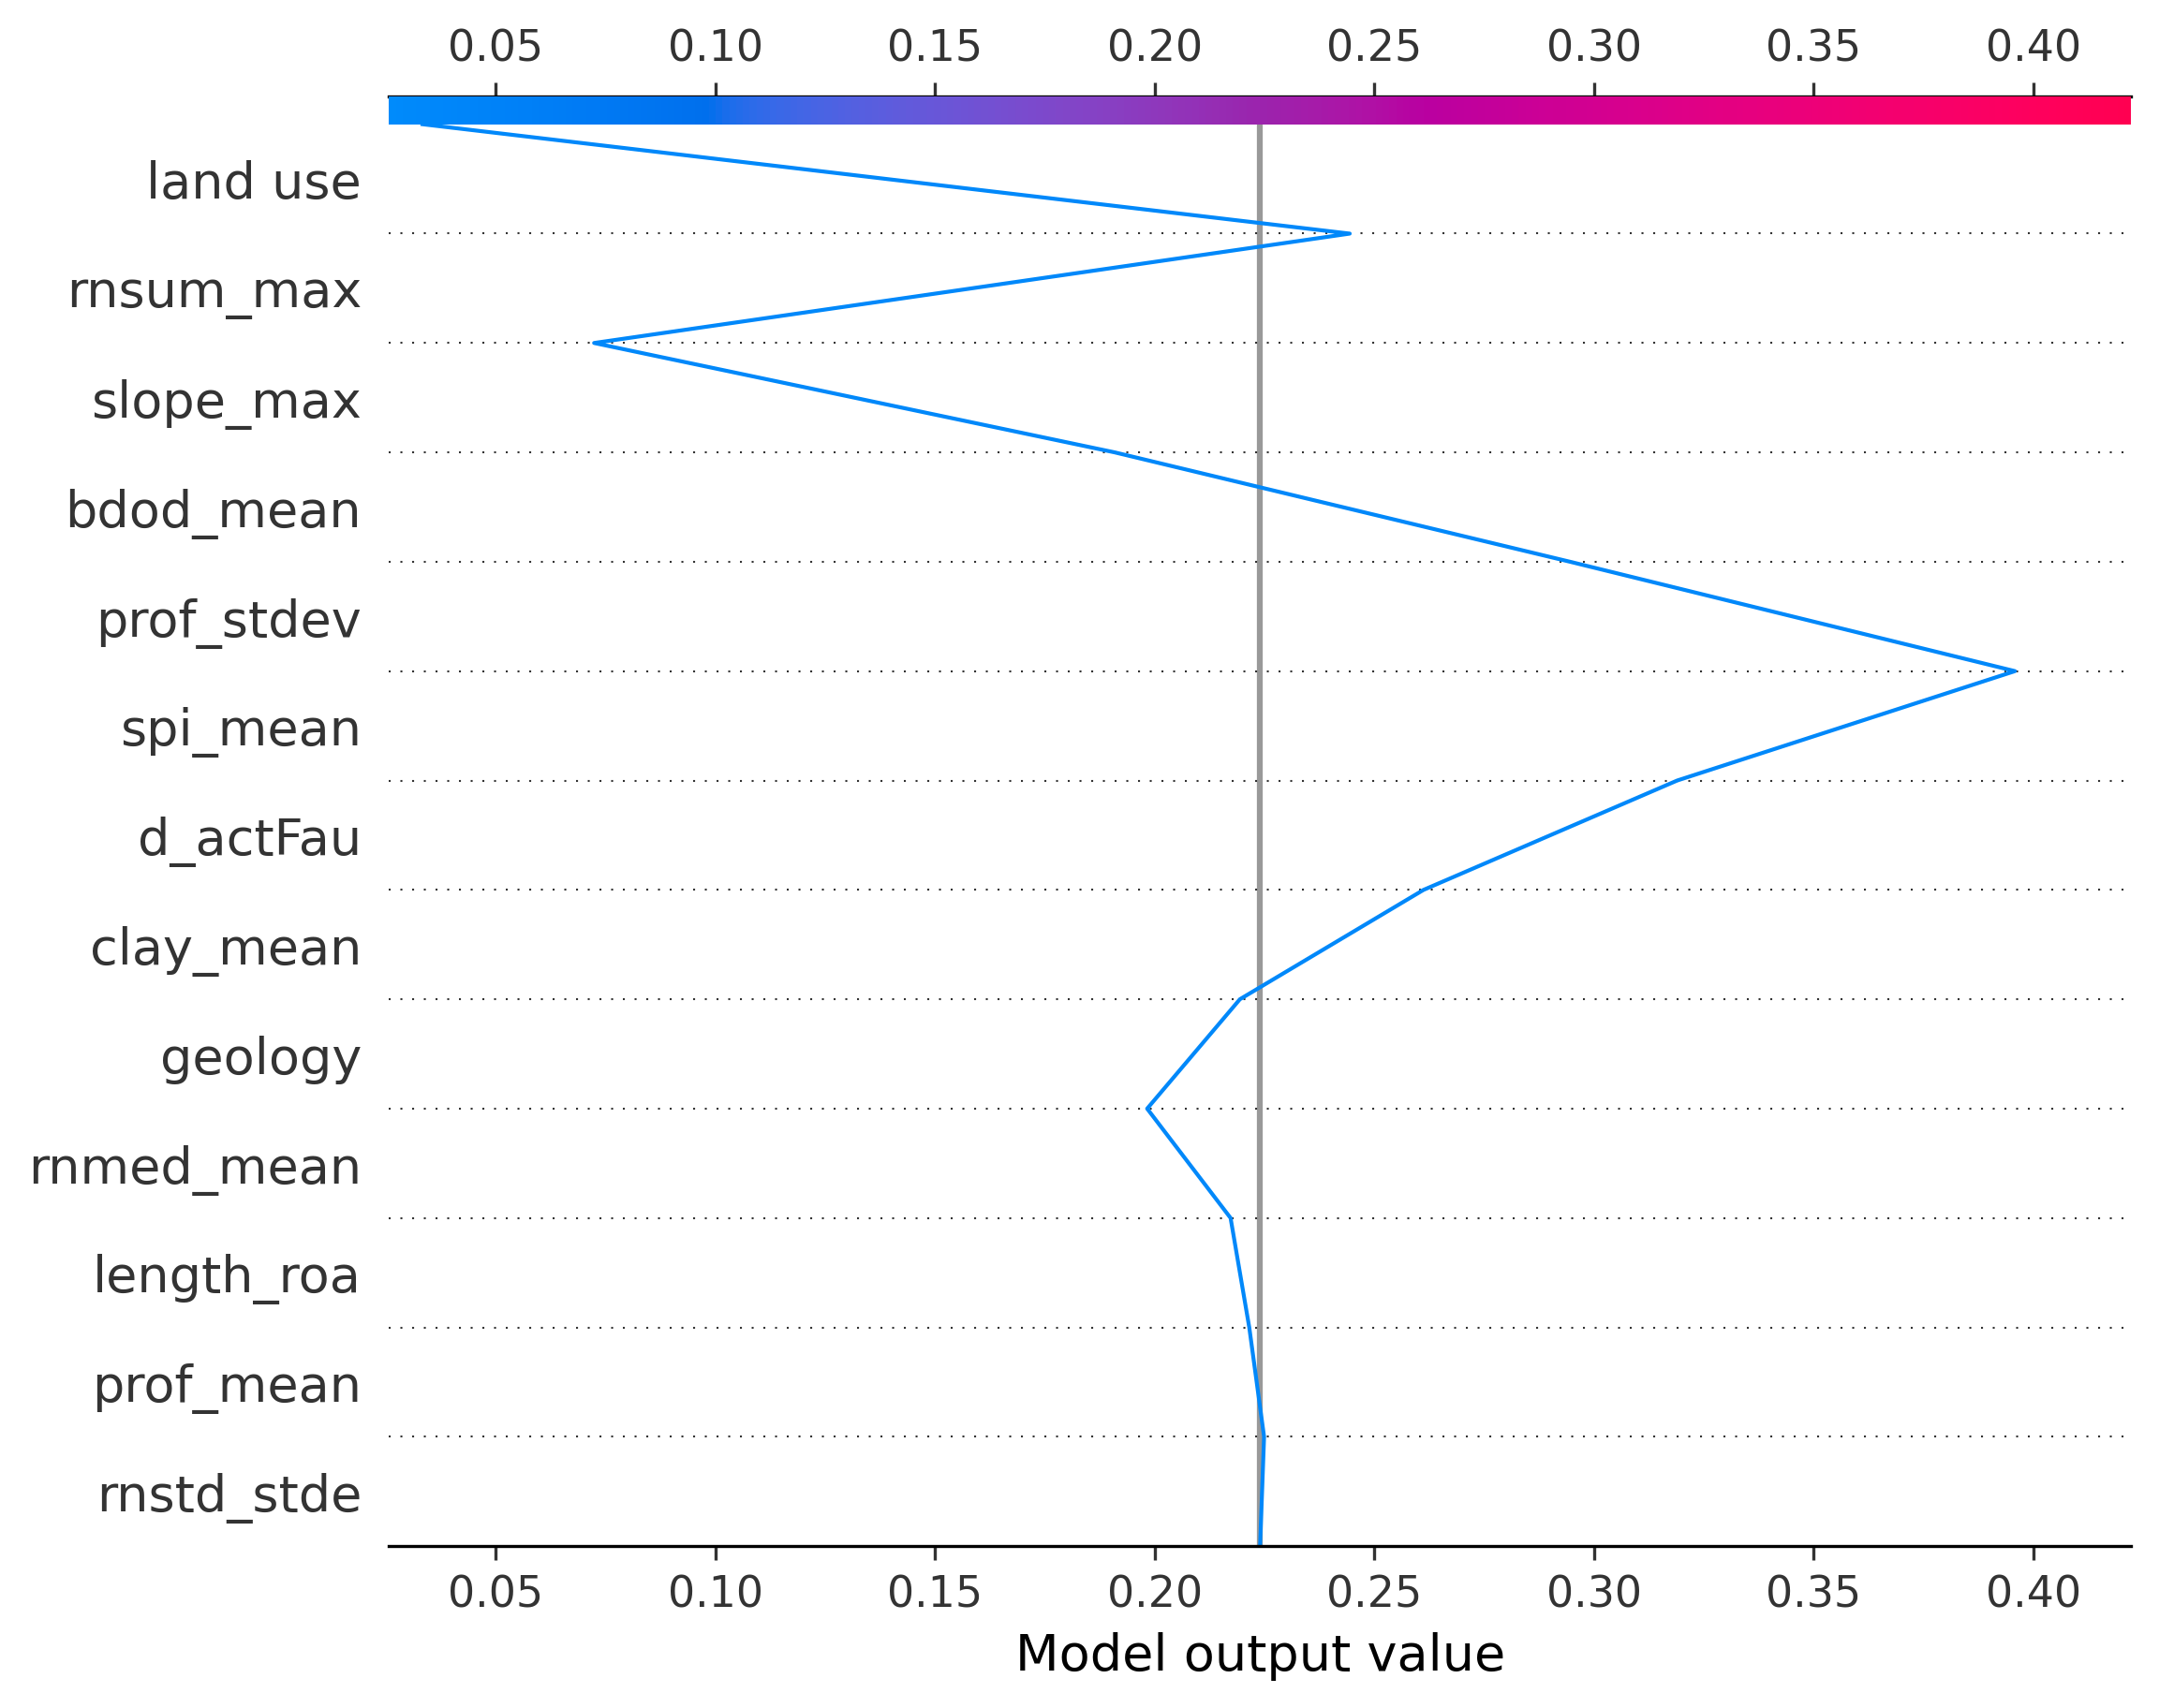 0.05 0.10 0.15 0.20 0.25 0.30 0.35 0.40
land use
rnsum_max
slope_max
bdod_mean
prof_stdev
spi_mean
d_actFau
clay_mean
geology
rnmed_mean
length_roa
prof_mean
rnstd_stde
0.05 0.10 0.15 0.20 0.25 0.30 0.35 0.40
Model output value